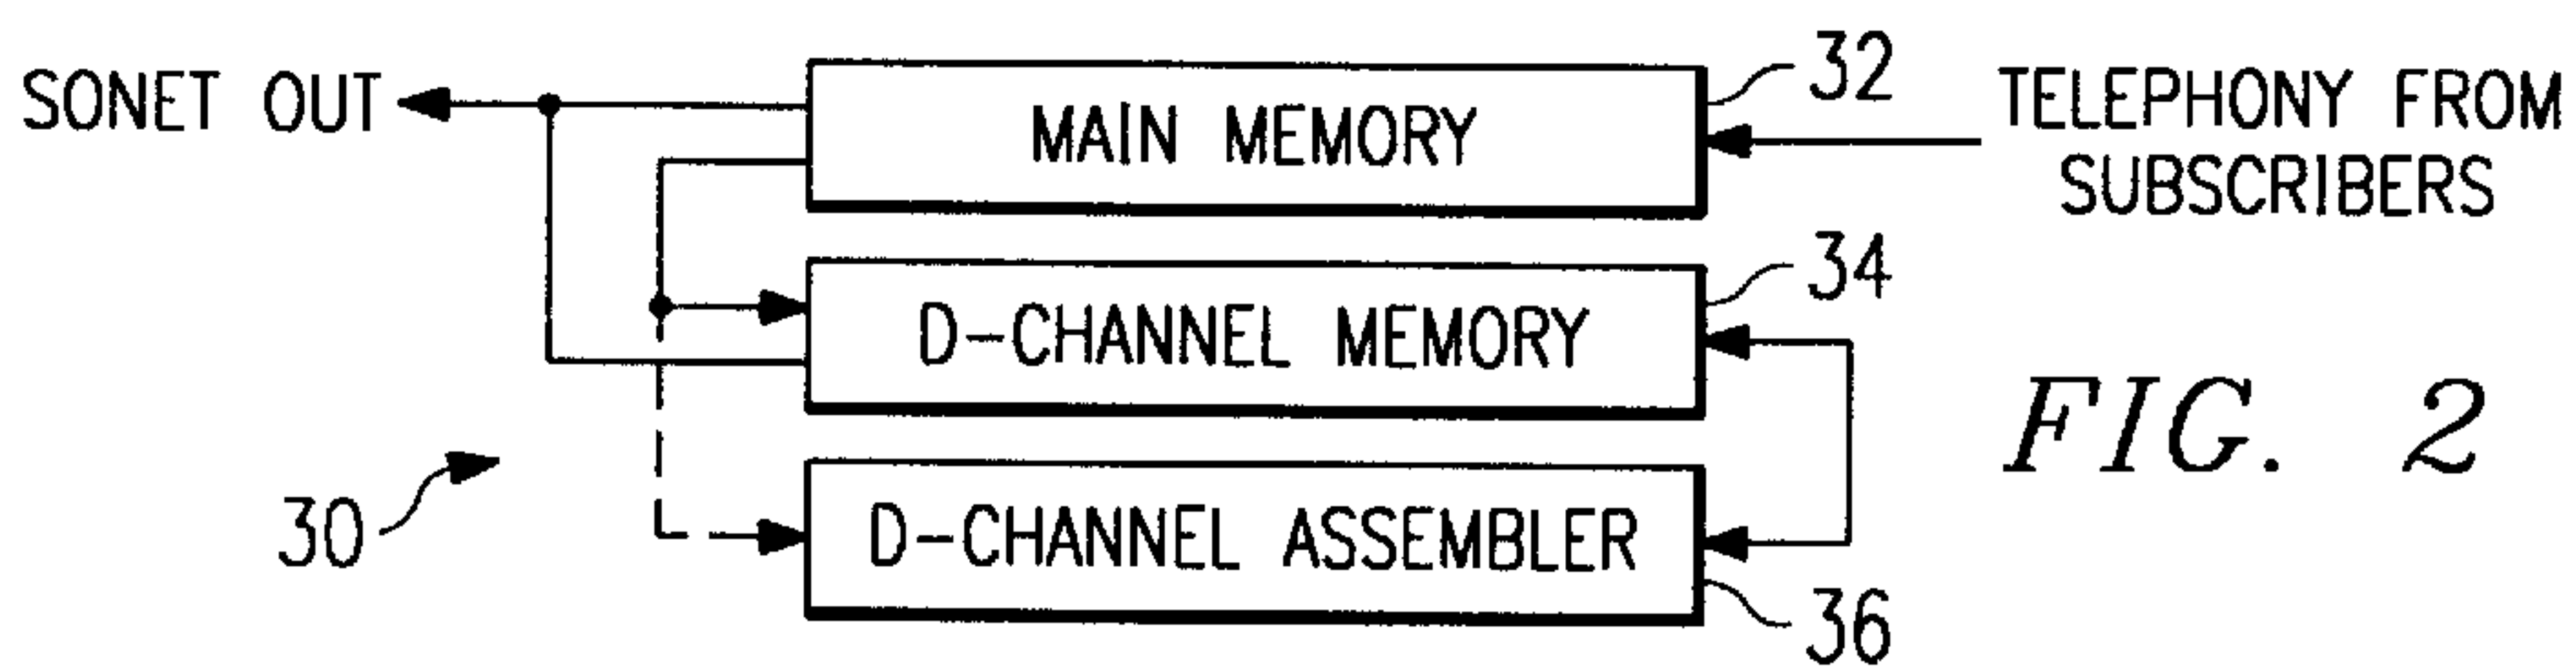 SONET OUT
MAIN MEMORY
32
TELEPHONY FROM
SUBSCRIBERS
D-CHANNEL MEMORY
34
D-CHANNEL ASSEMBLER
36
30
FIG. 2